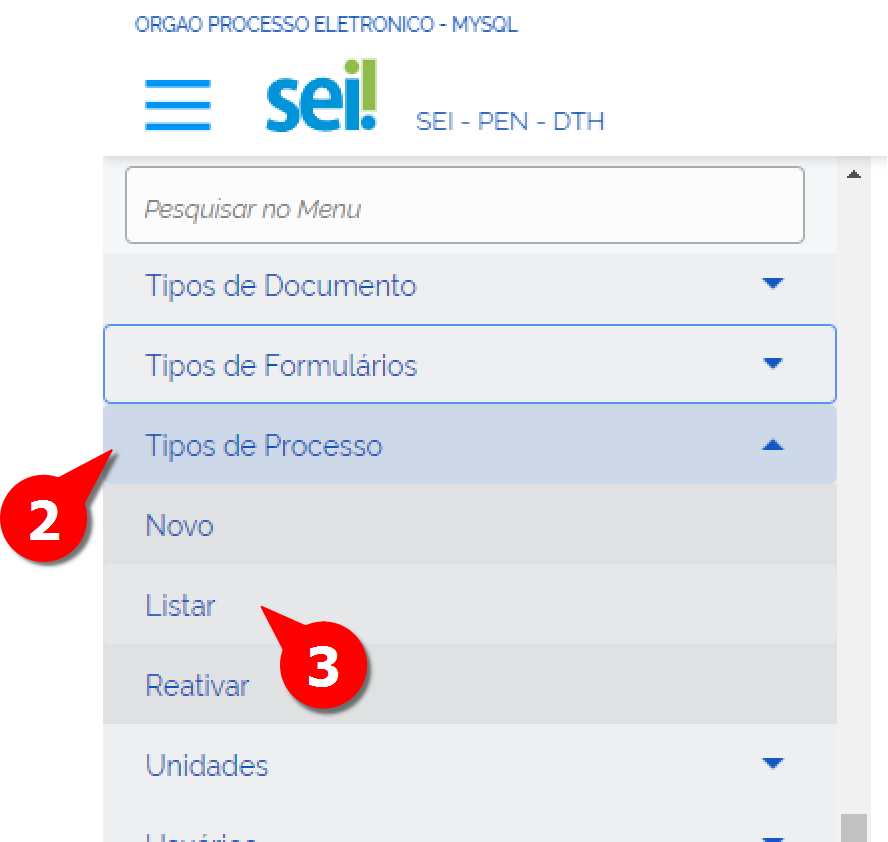 ORGAO PROCESSO ELETRONICO - MYSQL
sei!
SEI - PEN - DTH
Pesquisar no Menu
Tipos de Documento
Tipos de Formulários
Tipos de Processo
2
Novo
Listar
3
Reativar
Unidades